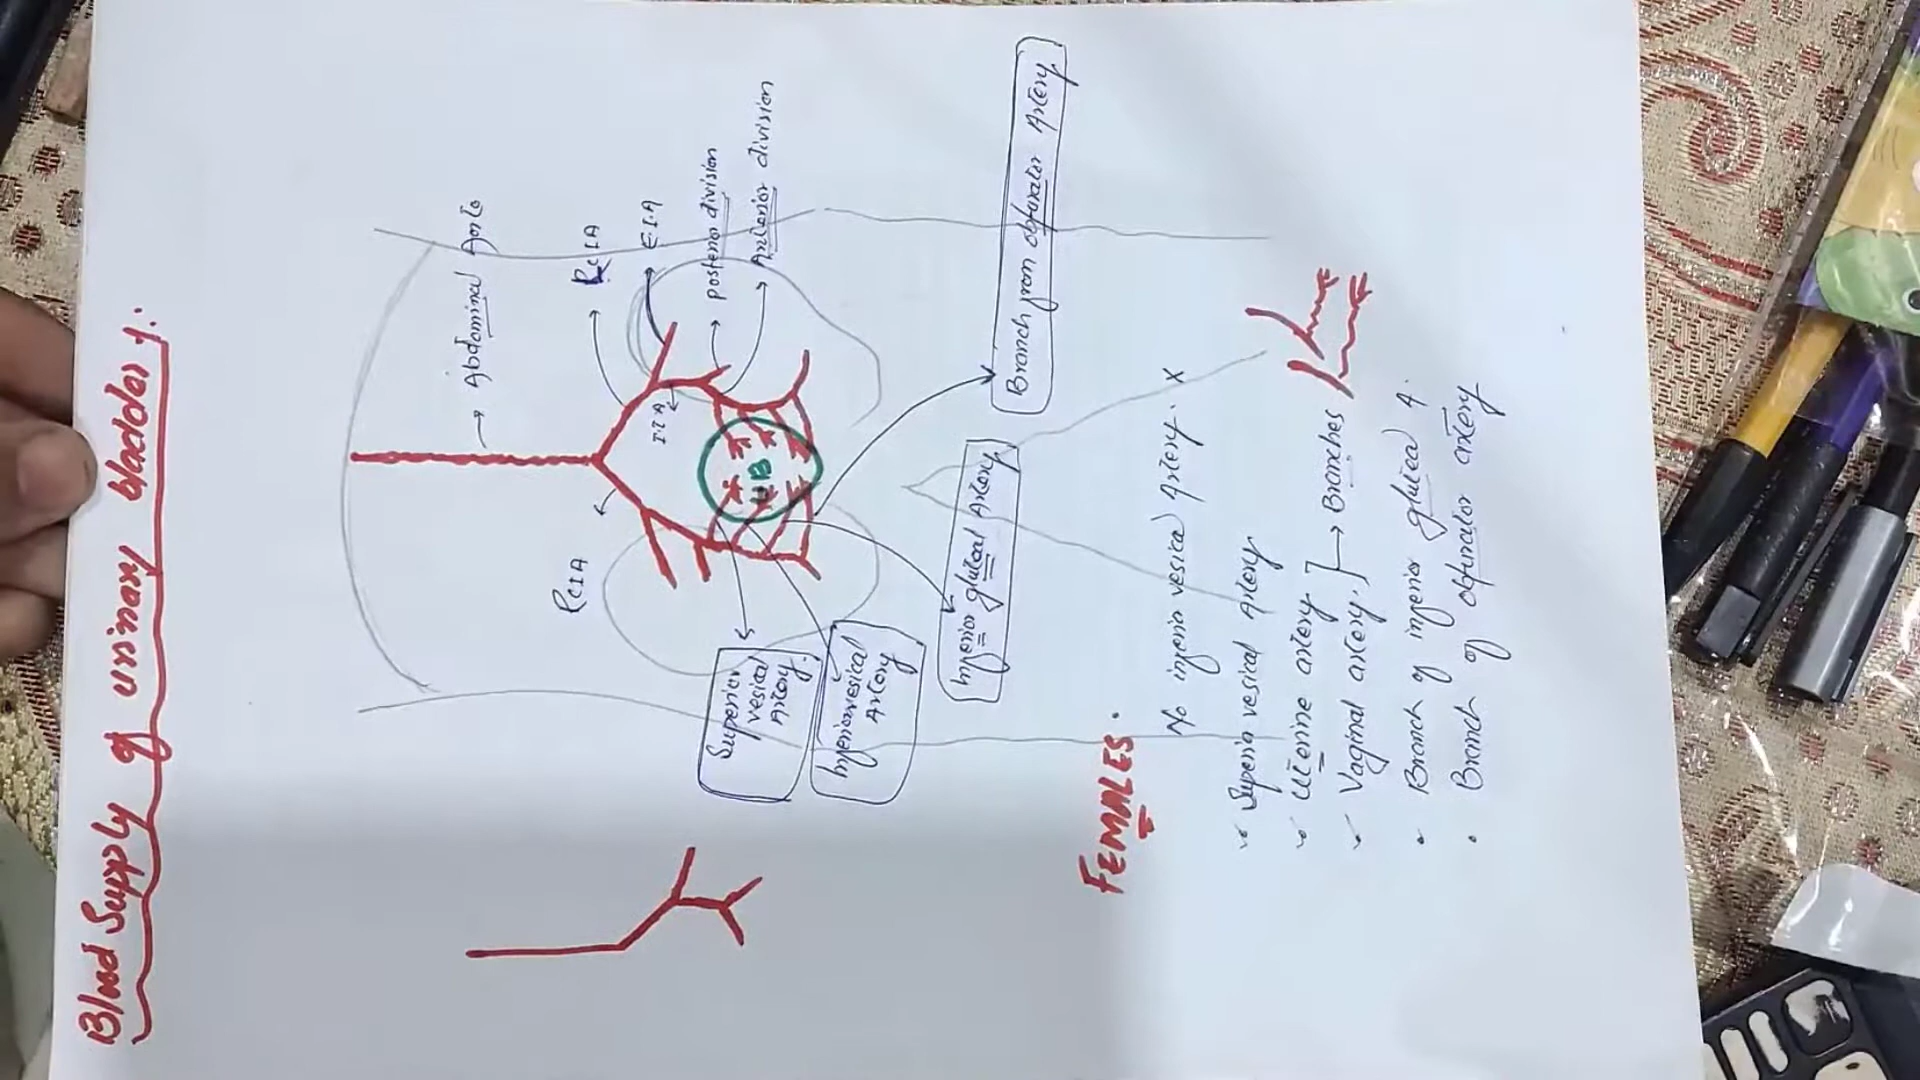 Blood Supply of urinary bladder:
Abdominal Aorta
RCIA
E.I.A
posterior division
Anterior division
I.I.A
RCIA
UB
Branch from obturator Artery
Inferior gluteal Artery
Superior
vesical
Artery.
Inferior vesical
Artery
FEMALES.
No inferior vesical Artery. x
Superior vesical Artery
Uterine artery
Vaginal artery. → Branches
• Branch of inferior gluteal A.
• Branch of obturator artery